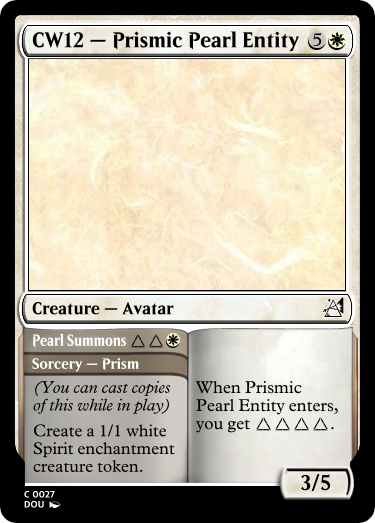 CW12 — Prismic Pearl Entity 5
Creature — Avatar
Pearl Summons △ △
Sorcery — Prism
(You can cast copies
of this while in play)
Create a 1/1 white
Spirit enchantment
creature token.
When Prismic
Pearl Entity enters,
you get △ △ △ △.
3/5
C 0027
DOU